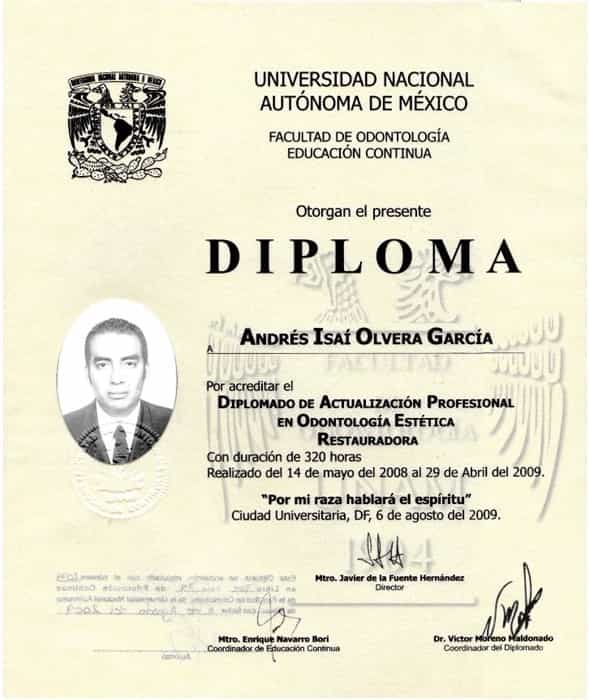 UNIVERSIDAD NACIONAL
AUTÓNOMA DE MÉXICO
FACULTAD DE ODONTOLOGÍA
EDUCACIÓN CONTINUA
Otorgan el presente
DIPLOMA
A ANDRÉS ISAÍ OLVERA GARCÍA
FACULTAD
Por acreditar el
DIPLOMADO DE ACTUALIZACIÓN PROFESIONAL
EN ODONTOLOGÍA ESTÉTICA
RESTAURADORA
Con duración de 320 horas
Realizado del 14 de mayo del 2008 al 29 de Abril del 2009.
UNAM
"Por mi raza hablará el espíritu"
Ciudad Universitaria, DF, 6 de agosto del 2009.
1904
Mtro. Javier de la Fuente Hernández
Director
Mtro. Enrique Navarro Bori
Coordinador de Educación Continua
Dr. Víctor Moreno Maldonado
Coordinador del Diplomado